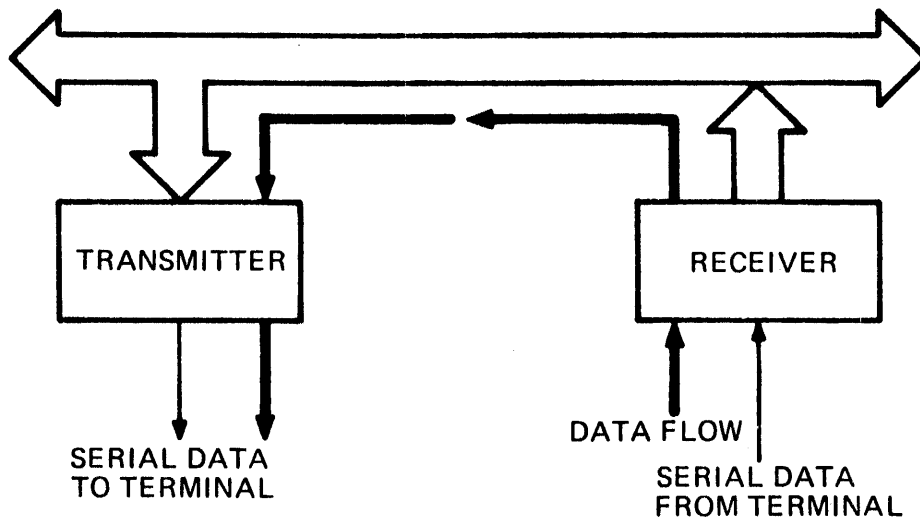 TRANSMITTER
RECEIVER
DATA FLOW
SERIAL DATA
TO TERMINAL
SERIAL DATA
FROM TERMINAL